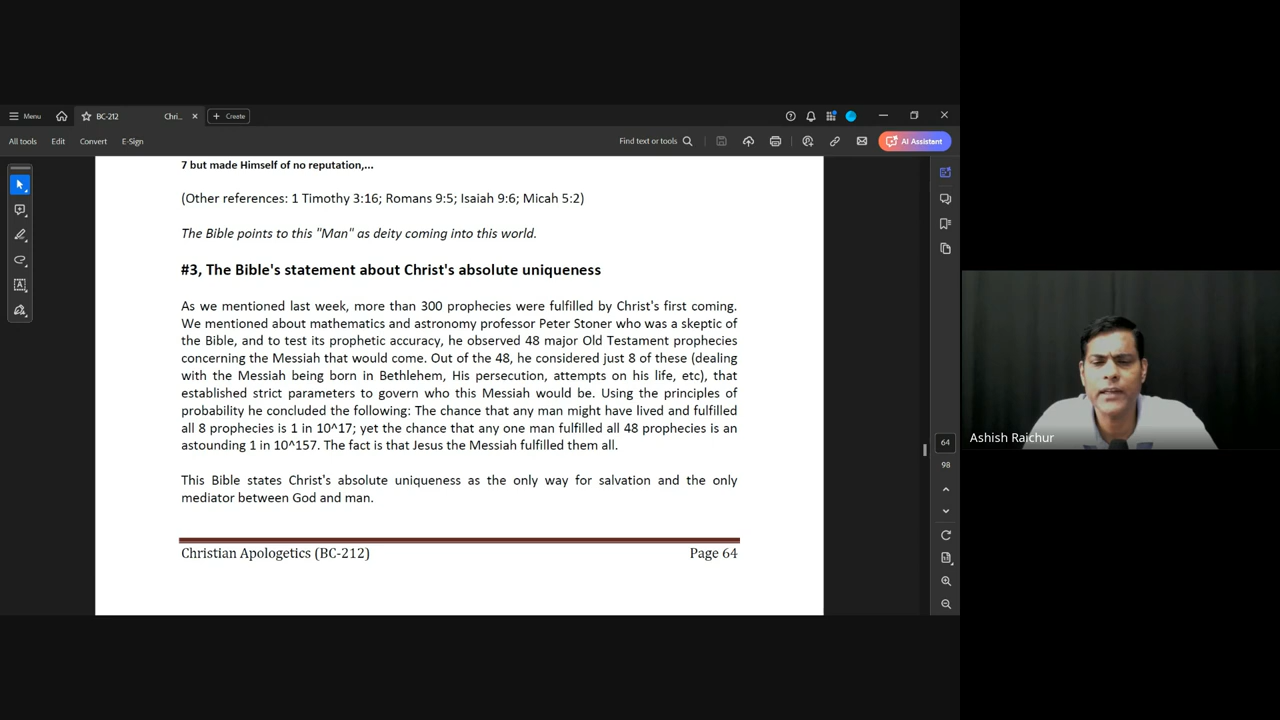 Menu
BC-212 Chri...
Create
All tools
Edit
Convert
E-Sign
Find text or tools
AI Assistant
7 but made Himself of no reputation,...
(Other references: 1 Timothy 3:16; Romans 9:5; Isaiah 9:6; Micah 5:2)
The Bible points to this "Man" as deity coming into this world.
#3, The Bible's statement about Christ's absolute uniqueness
As we mentioned last week, more than 300 prophecies were fulfilled by Christ's first coming.
We mentioned about mathematics and astronomy professor Peter Stoner who was a skeptic of
the Bible, and to test its prophetic accuracy, he observed 48 major Old Testament prophecies
concerning the Messiah that would come. Out of the 48, he considered just 8 of these (dealing
with the Messiah being born in Bethlehem, His persecution, attempts on his life, etc), that
established strict parameters to govern who this Messiah would be. Using the principles of
probability he concluded the following: The chance that any man might have lived and fulfilled
all 8 prophecies is 1 in 10^17; yet the chance that any one man fulfilled all 48 prophecies is an
astounding 1 in 10^157. The fact is that Jesus the Messiah fulfilled them all.
This Bible states Christ's absolute uniqueness as the only way for salvation and the only
mediator between God and man.
Christian Apologetics (BC-212)
Page 64
64
98
Ashish Raichur